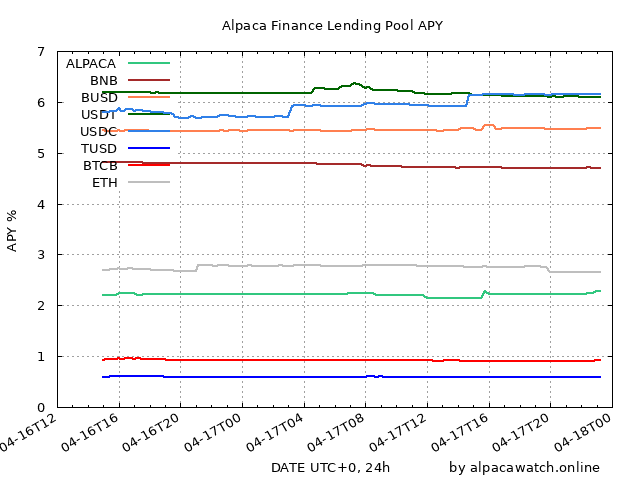 Alpaca Finance Lending Pool APY
APY %
7
6
5
4
3
2
1
0
ALPACA
BNB
BUSD
USDT
USDC
TUSD
BTCB
ETH
04-16T12
04-16T16
04-16T20
04-17T00
04-17T04
04-17T08
04-17T12
04-17T16
04-17T20
04-18T00
DATE UTC+0, 24h
by alpacawatch.online